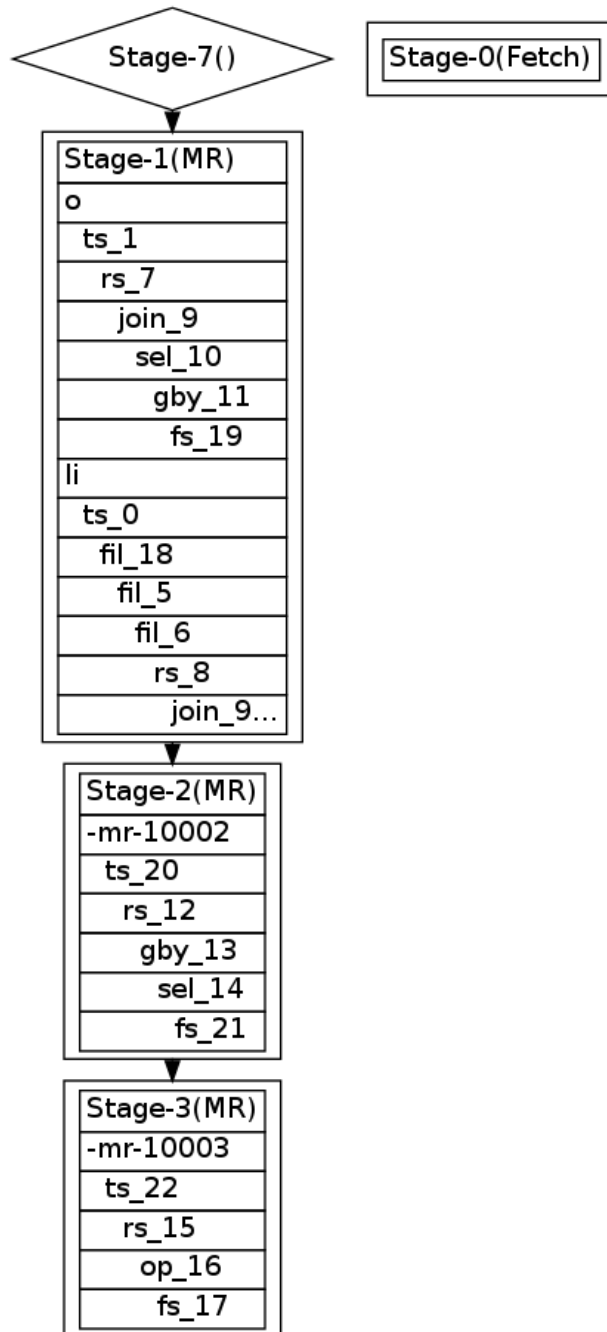 Stage-7()
Stage-0(Fetch)
Stage-1(MR)
o
ts_1
rs_7
join_9
sel_10
gby_11
fs_19
li
ts_0
fil_18
fil_5
fil_6
rs_8
join_9...
Stage-2(MR)
-mr-10002
ts_20
rs_12
gby_13
sel_14
fs_21
Stage-3(MR)
-mr-10003
ts_22
rs_15
op_16
fs_17